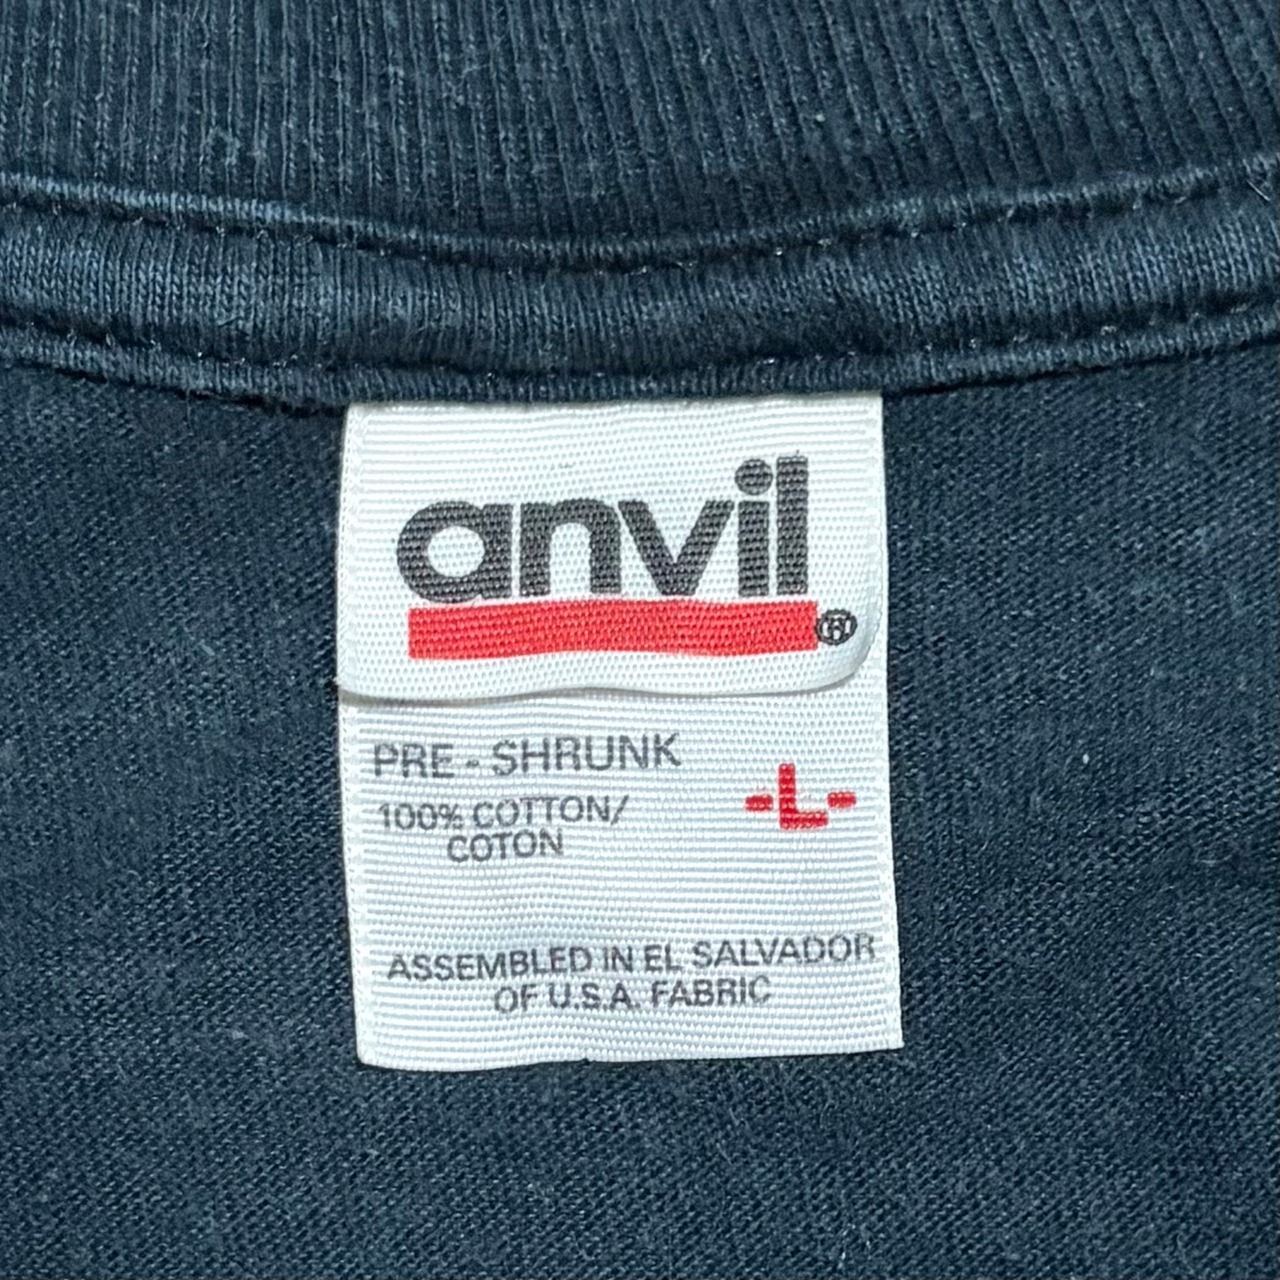 anvil®
PRE - SHRUNK
100% COTTON/
COTON
-L-
ASSEMBLED IN EL SALVADOR
OF U.S.A. FABRIC